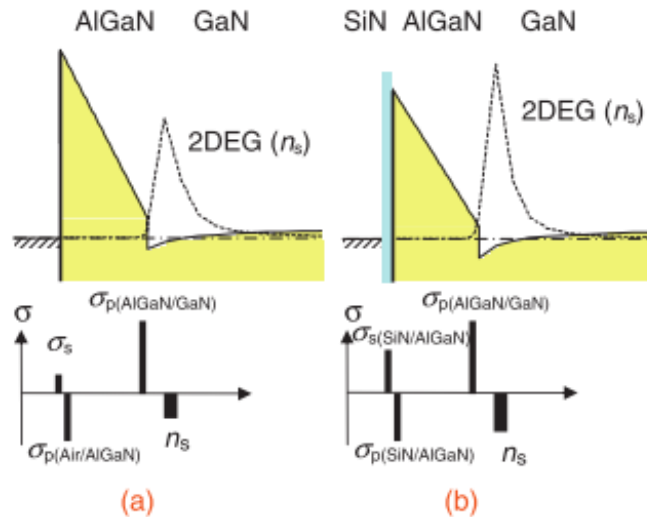 AlGaN GaN
SiN AlGaN GaN
2DEG (nₛ)
2DEG (nₛ)
σ
σₛ
σp(AlGaN/GaN)
σp(Air/AlGaN)
nₛ
(a)
σ
σs(SiN/AlGaN)
σp(AlGaN/GaN)
σp(SiN/AlGaN)
nₛ
(b)